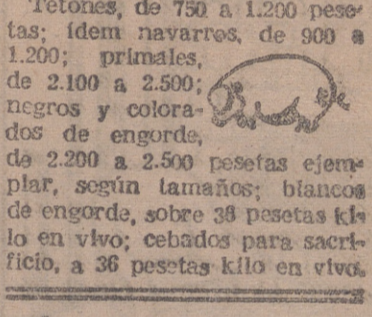 Tetones, de 750 a 1.200 pese-
tas; ídem navarros, de 900 a
1.200; primales,
de 2.100 a 2.500;
negros y colora-
dos de engorde,
de 2.200 a 2.500 pesetas ejem-
plar, según tamaños; blancos
de engorde, sobre 38 pesetas ki-
lo en vivo; cebados para sacri-
ficio, a 36 pesetas kilo en vivo.